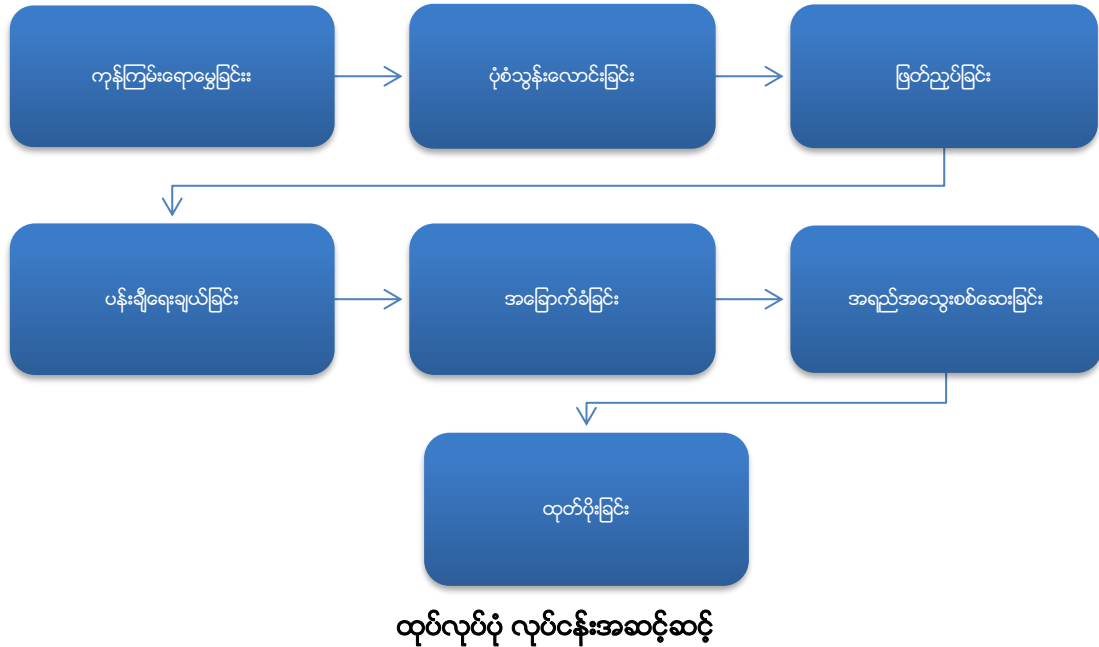 ကုန်ကြမ်းရောမွှေခြင်းး
ပုံစံသွန်းလောင်းခြင်း
ဖြတ်ညှပ်ခြင်း
ပန်းချီရေးချယ်ခြင်း
အခြောက်ခံခြင်း
အရည်အသွေးစစ်ဆေးခြင်း
ထုတ်ပိုးခြင်း
ထုပ်လုပ်ပုံ လုပ်ငန်းအဆင့်ဆင့်